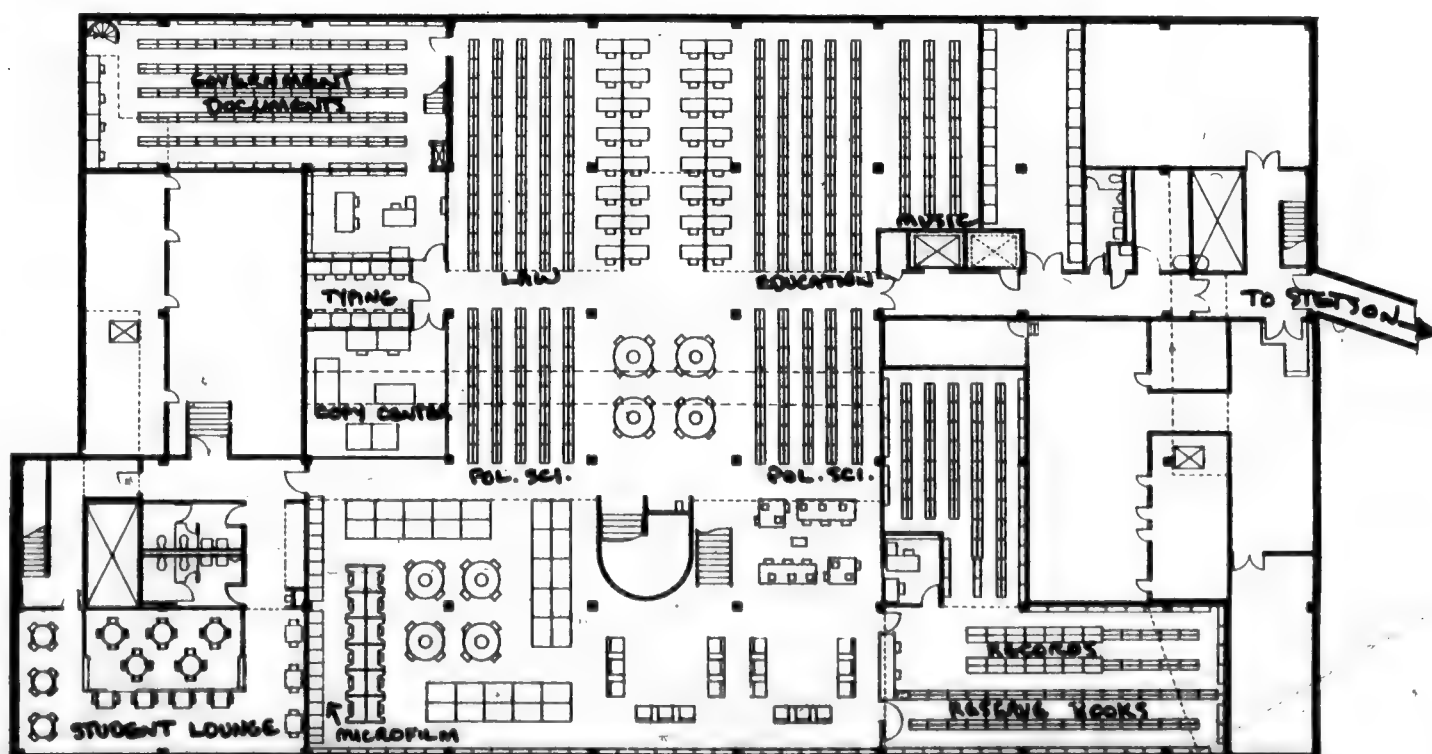 GOVERNMENT
DOCUMENTS
MUSIC
LAW
EDUCATION
TYPING
TO STETSON
COPY CENTER
POL. SCI.
POL. SCI.
RECORDS
RESERVE BOOKS
STUDENT LOUNGE
MICROFILM